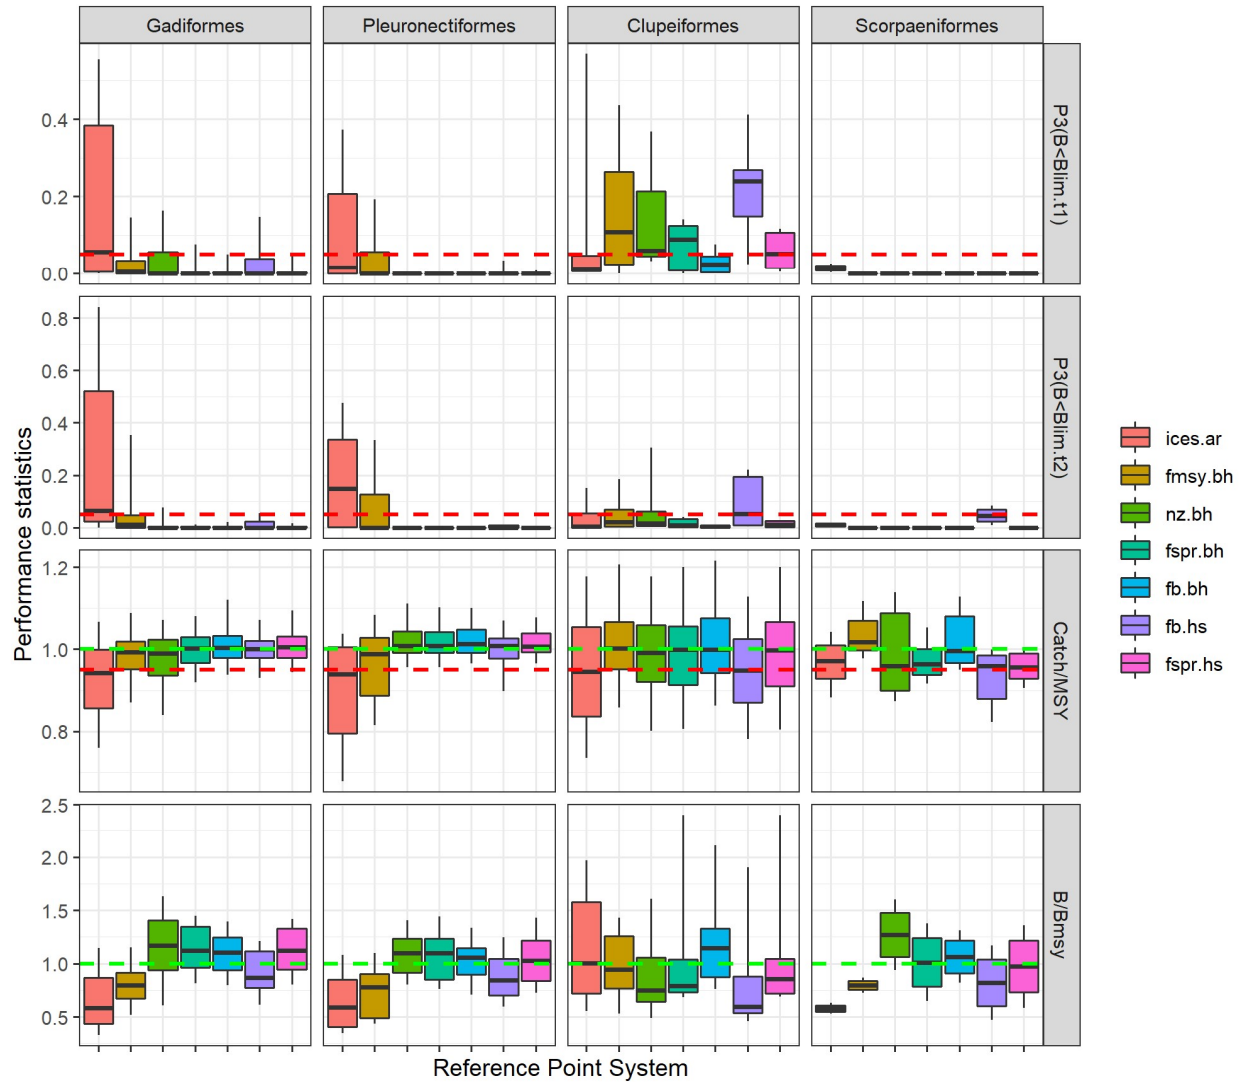 Gadiformes Pleuronectiformes Clupeiformes Scorpaeniformes
0.4
0.2
0.0
P3(B<Blim.t1)
0.8
0.6
0.4
0.2
0.0
P3(B<Blim.t2)
1.2
1.0
0.8
Catch/MSY
2.5
2.0
1.5
1.0
0.5
B/Bmsy
Performance statistics
Reference Point System
ices.ar
fmsy.bh
nz.bh
fspr.bh
fb.bh
fb.hs
fspr.hs